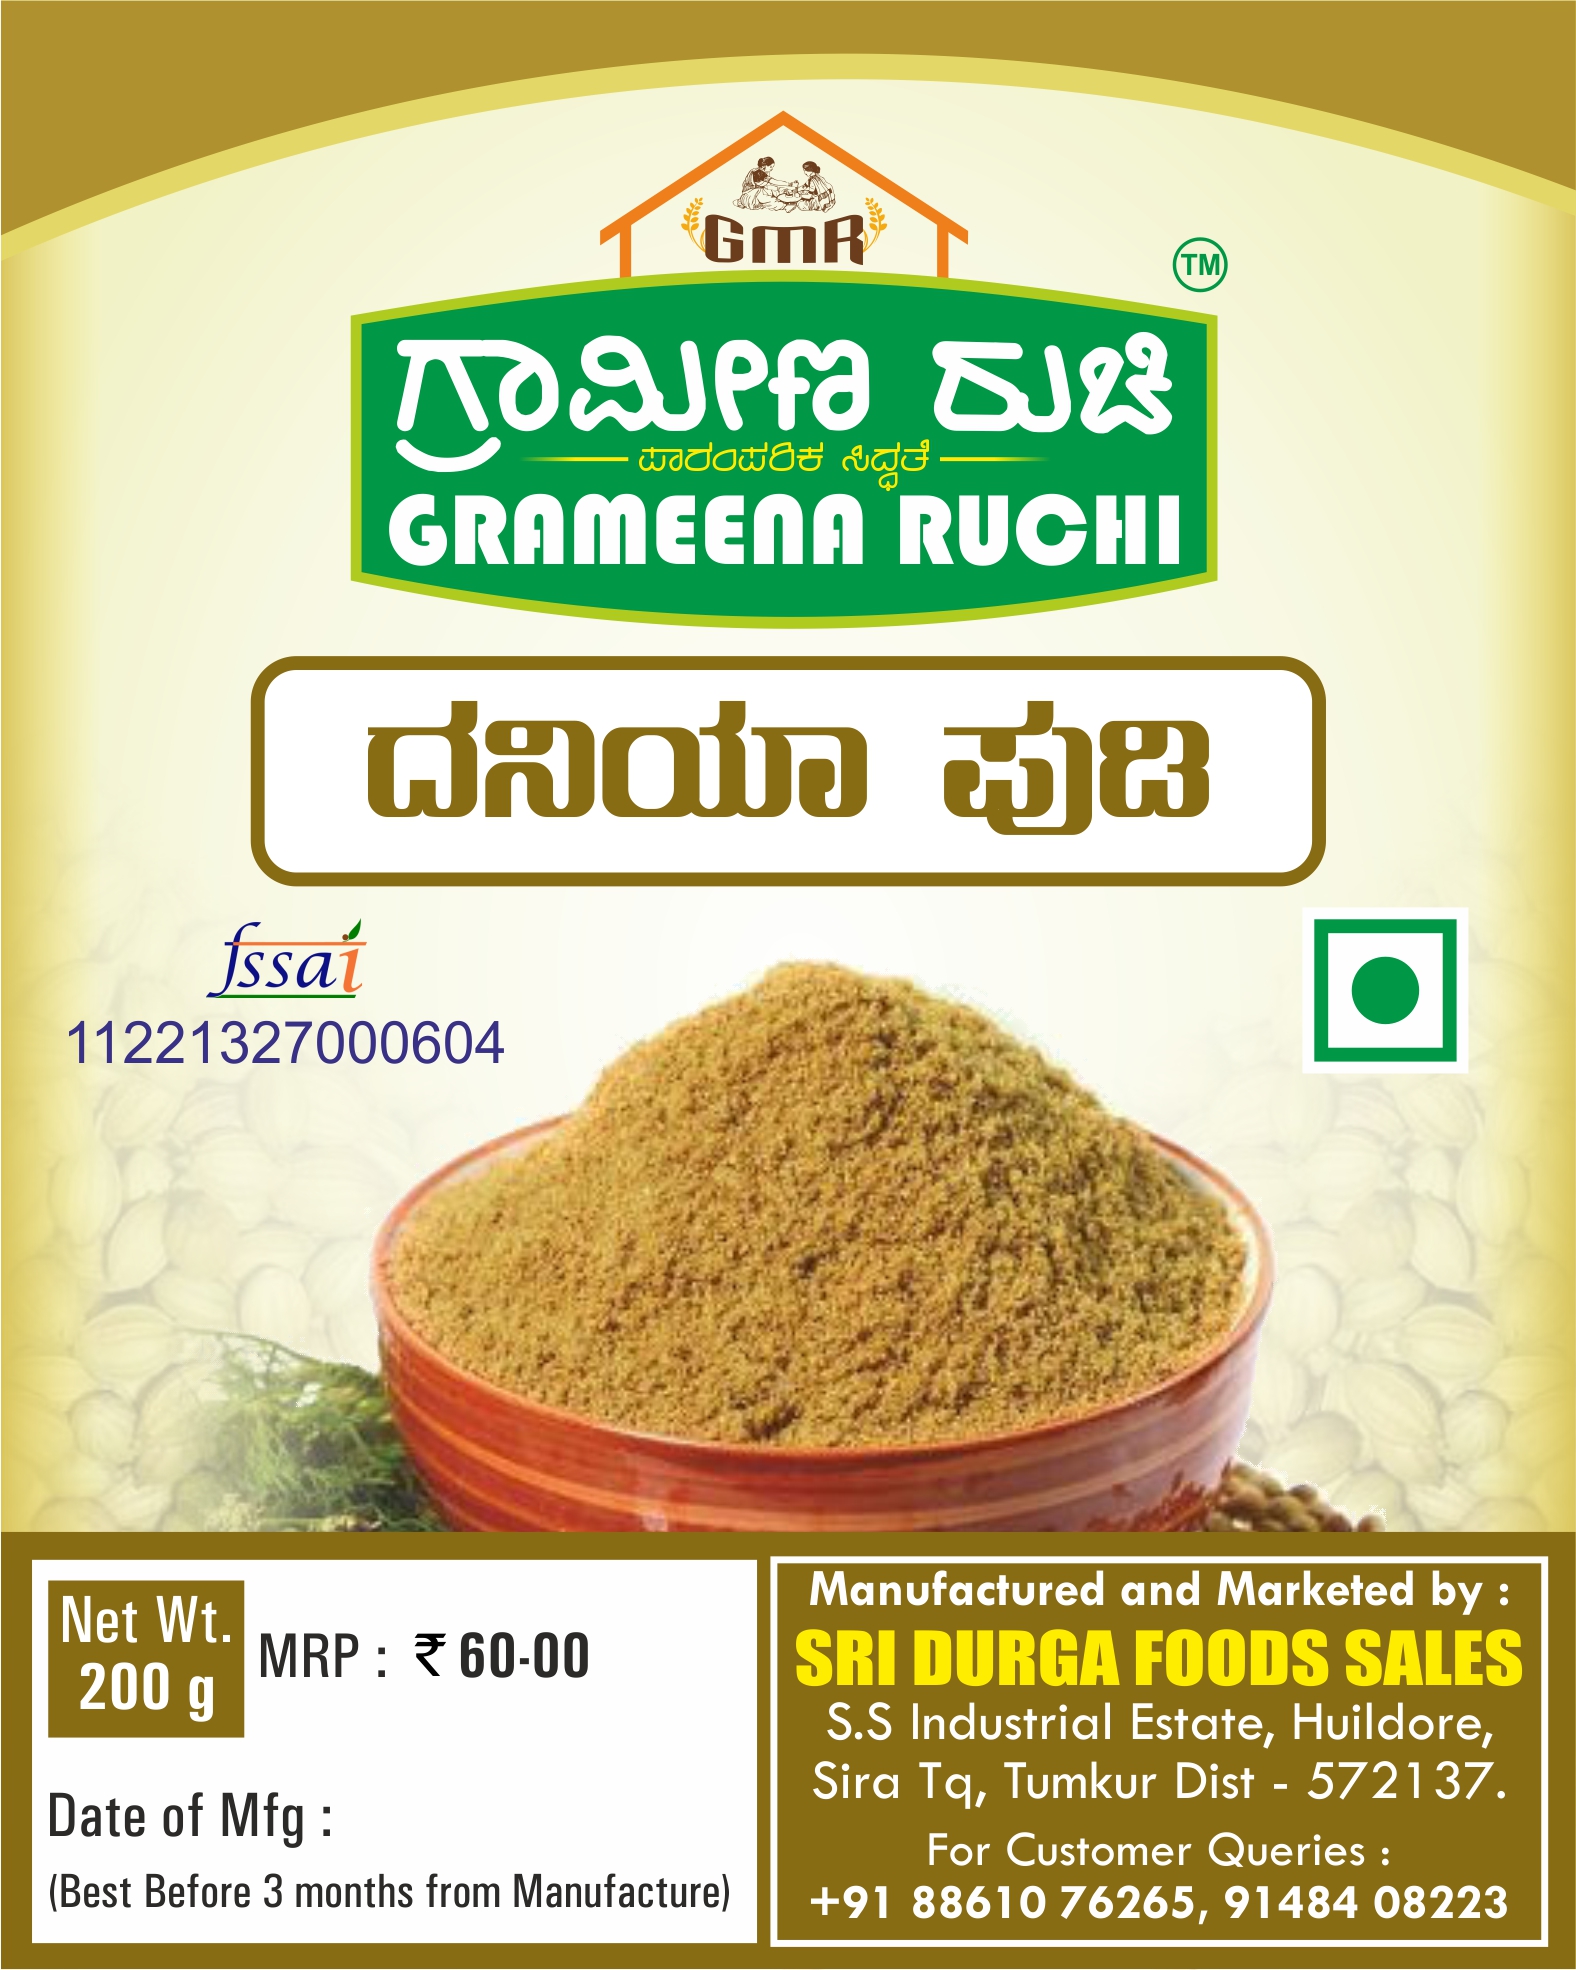 GMR
TM
ಗ್ರಾಮೀಣ ರುಚಿ
ಪಾರಂಪರಿಕ ಸಿದ್ಧತೆ
GRAMEENA RUCHI
ದನಿಯಾ ಪುಡಿ
fssai
11221327000604
Net Wt.
200 g
MRP : ₹ 60-00
Date of Mfg :
(Best Before 3 months from Manufacture)
Manufactured and Marketed by :
SRI DURGA FOODS SALES
S.S Industrial Estate, Huildore,
Sira Tq, Tumkur Dist - 572137.
For Customer Queries :
+91 88610 76265, 91484 08223